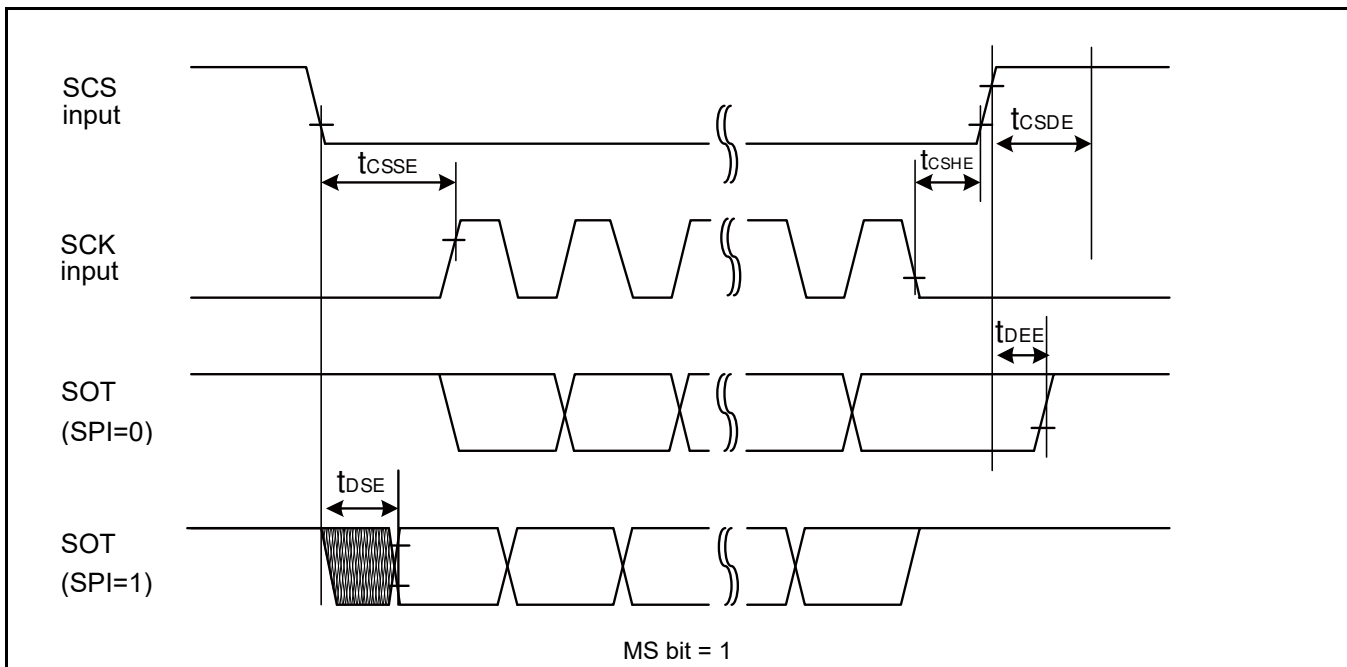 SCS
input
tCSDE
tCSSE
tCSHE
SCK
input
tDEE
SOT
(SPI=0)
tDSE
SOT
(SPI=1)
MS bit = 1